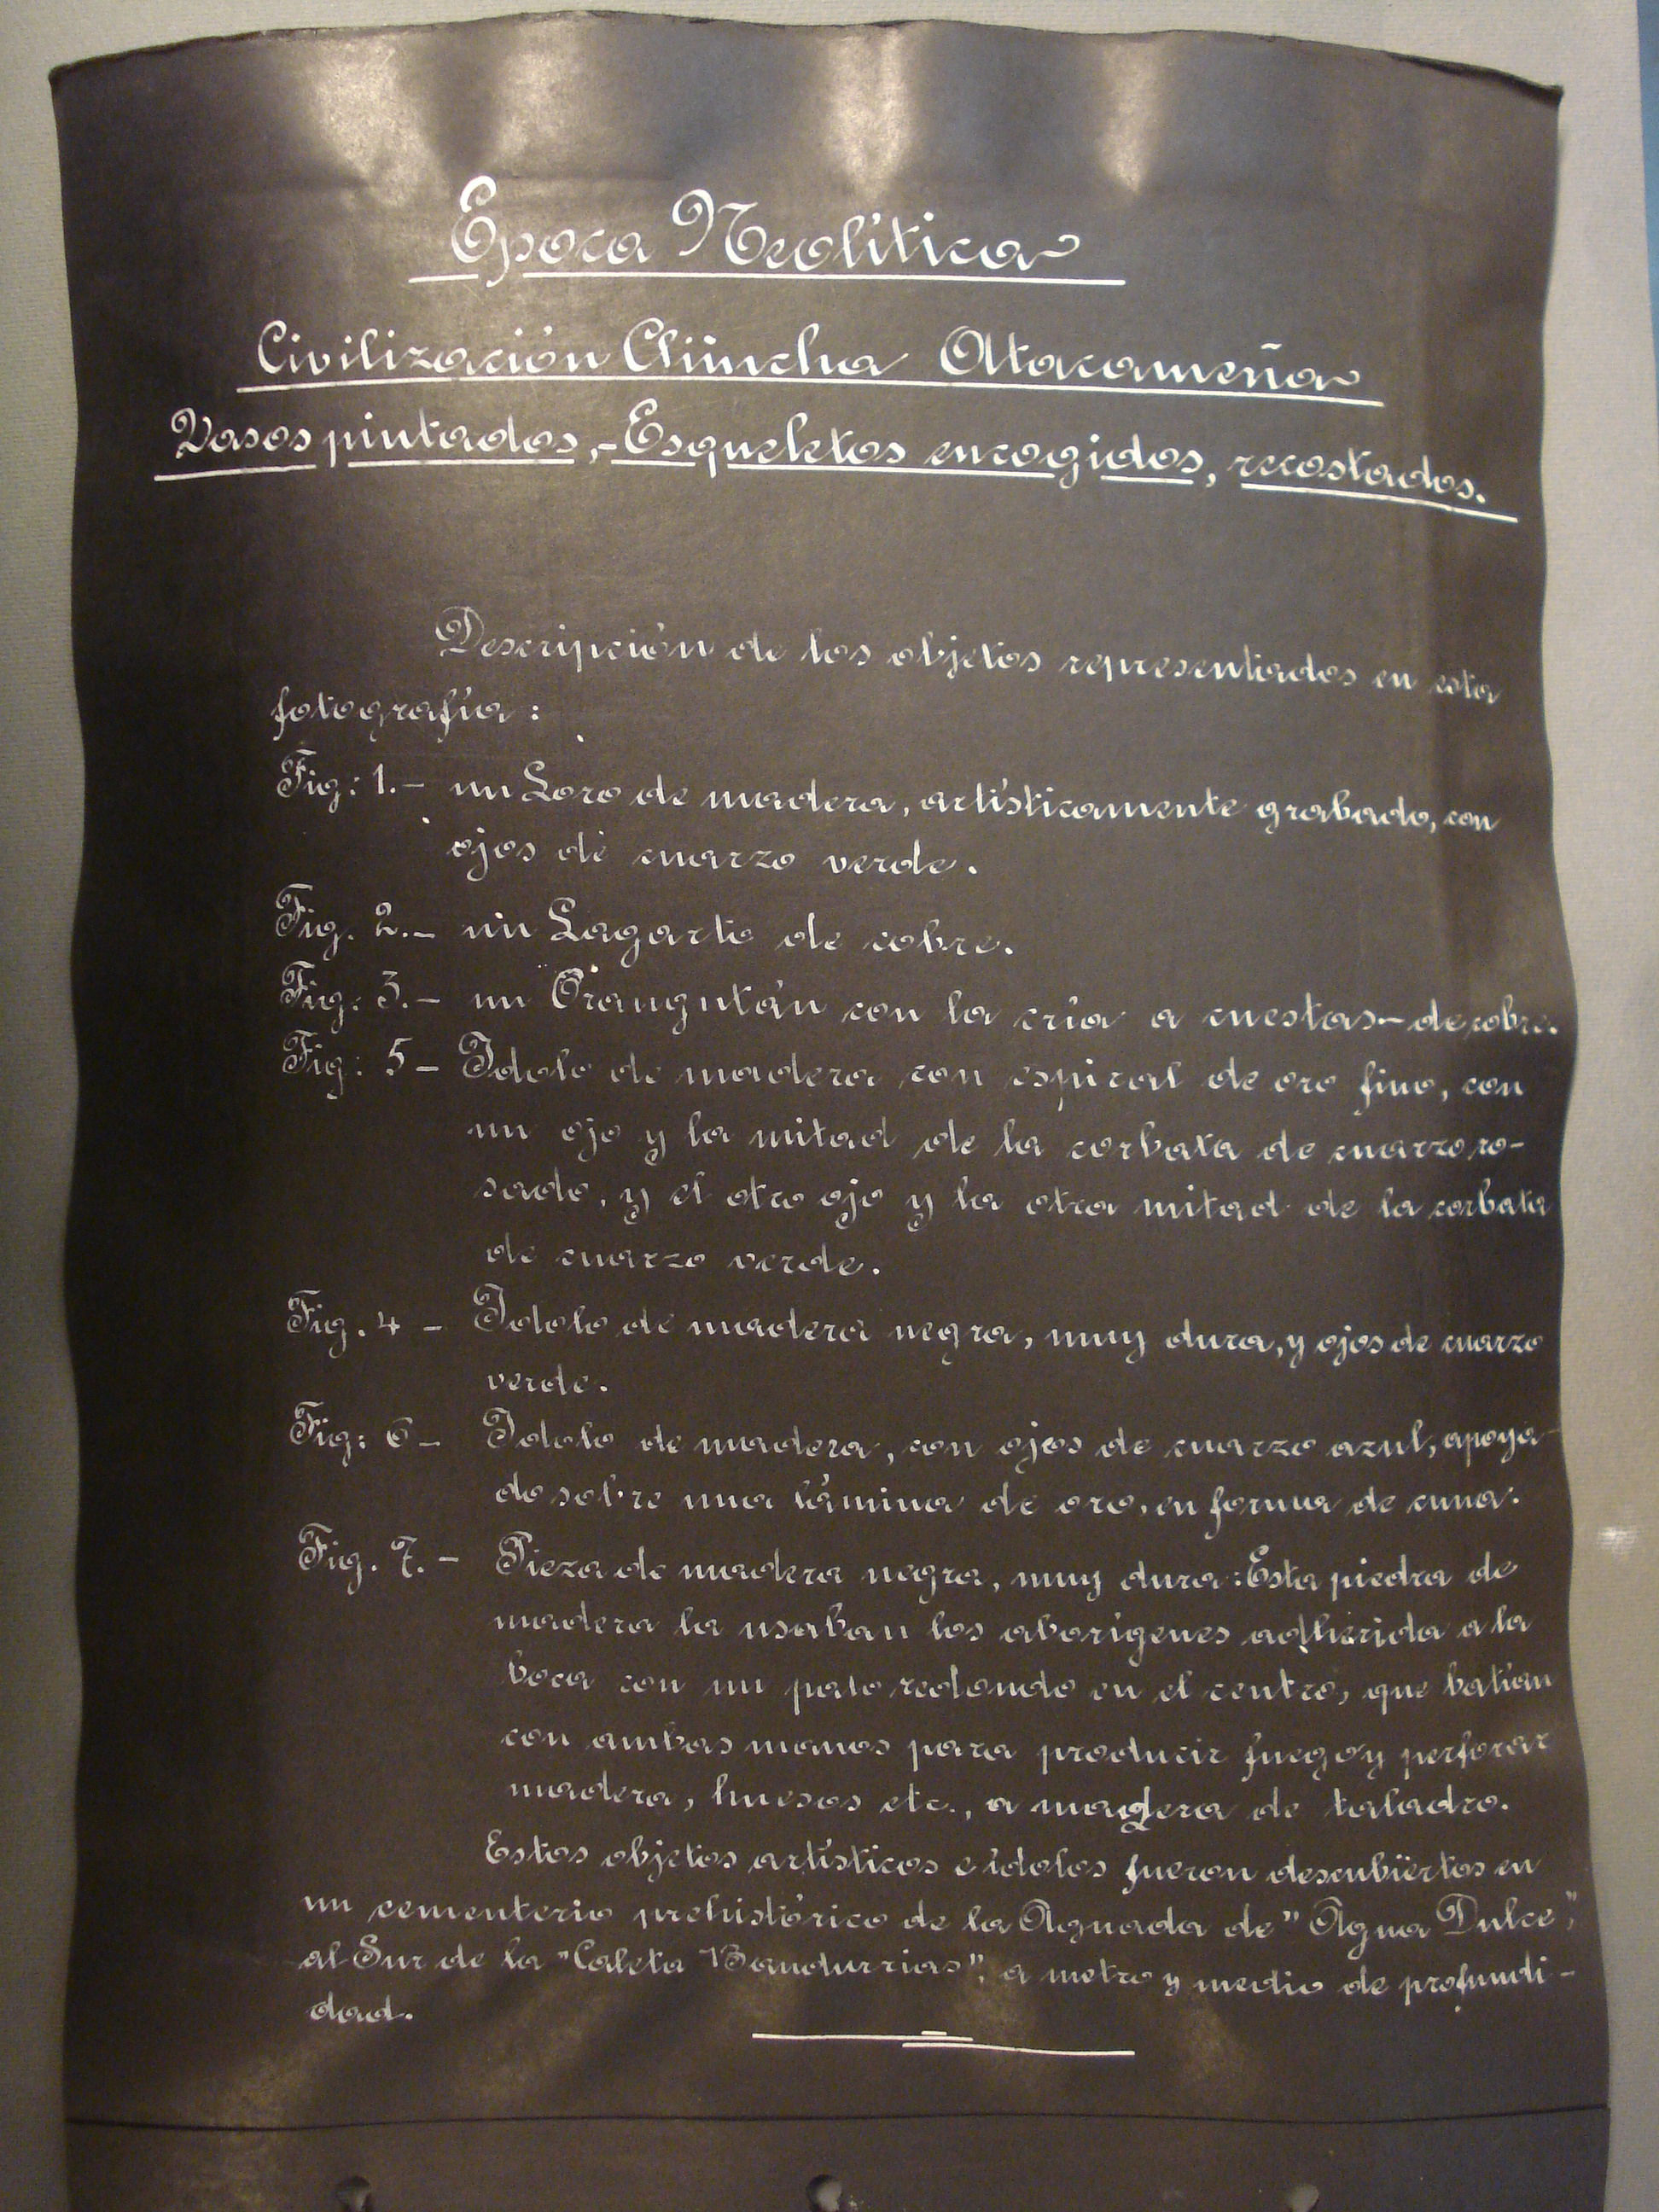 Epoca Neolítica
Civilización Chincha Atacameña
Vasos pintados,-Esqueletos encogidos, recostados.
Descripción de los objetos representados en esta
fotografía:
Fig: 1.- un Loro de madera, artísticamente grabado, con
ojos de cuarzo verde.
Fig. 2.- un Lagarto de cobre.
Fig. 3.- un Orangután con la cría a cuestas-de cobre.
Fig: 5- Idolo de madera con espiral de oro fino, con
un ojo y la mitad de la corbata de cuarzo ro-
sado, y el otro ojo y la otra mitad de la corbata
de cuarzo verde.
Fig. 4 - Idolo de madera negra, muy dura, y ojos de cuarzo
verde.
Fig: 6- Idolo de madera, con ojos de cuarzo azul, apoya-
do sobre una lámina de oro, en forma de cuna.
Fig. 7.- Pieza de madera negra, muy dura: Esta piedra de
madera la usaban los aborígenes adherida a la
boca con un palo redondo en el centro, que batían
con ambas manos para producir fuego y perforar
madera, huesos etc., a madera de taladro.
Estos objetos artísticos e ídolos fueron descubiertos en
un cementerio prehistórico de la Aguada de "Agua Dulce",
al Sur de la "Caleta Bandurrias", a metro y medio de profundi-
dad.